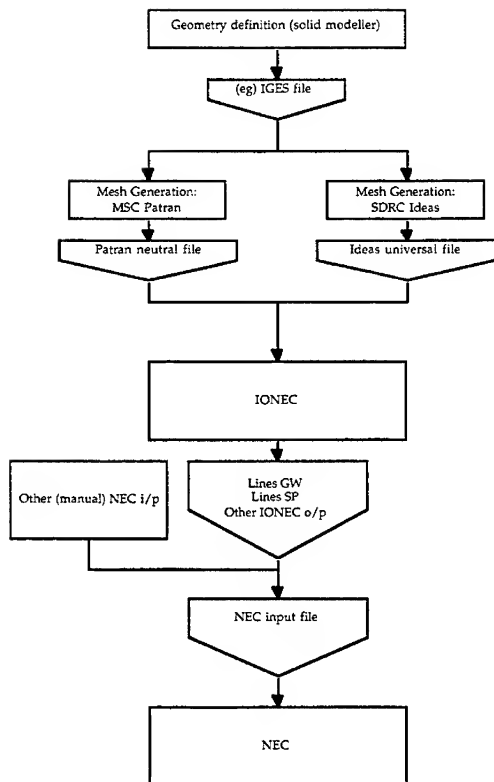 Geometry definition (solid modeller)
(eg) IGES file
Mesh Generation:
MSC Patran
Mesh Generation:
SDRC Ideas
Patran neutral file
Ideas universal file
IONEC
Lines GW
Lines SP
Other IONEC o/p
Other (manual) NEC i/p
NEC input file
NEC